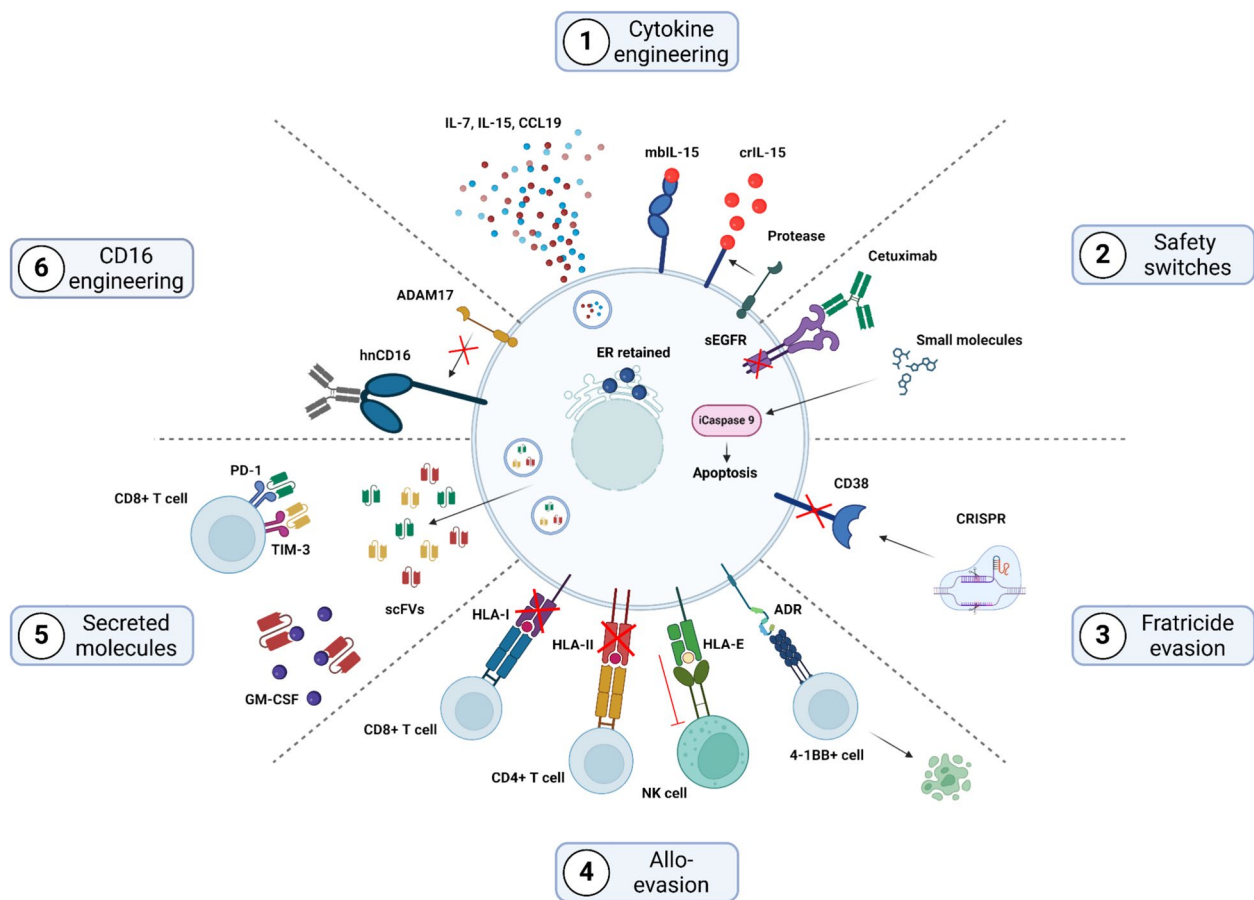 1
Cytokine
engineering
IL-7, IL-15, CCL19
mbIL-15
crIL-15
Protease
Cetuximab
2
Safety
switches
6
CD16
engineering
ADAM17
sEGFR
Small molecules
hnCD16
ER retained
iCaspase 9
Apoptosis
PD-1
CD8+ T cell
TIM-3
scFVs
CD38
CRISPR
5
Secreted
molecules
GM-CSF
HLA-I
HLA-II
HLA-E
ADR
3
Fratricide
evasion
CD8+ T cell
CD4+ T cell
NK cell
4-1BB+ cell
4
Allo-
evasion